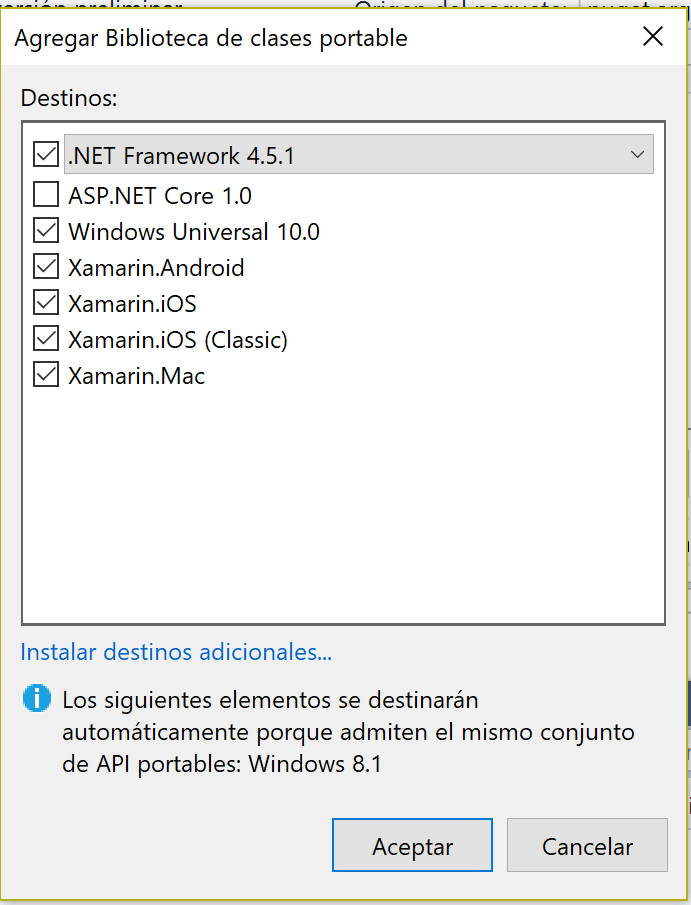 Agregar Biblioteca de clases portable
Destinos:
.NET Framework 4.5.1
ASP.NET Core 1.0
Windows Universal 10.0
Xamarin.Android
Xamarin.iOS
Xamarin.iOS (Classic)
Xamarin.Mac
Instalar destinos adicionales...
Los siguientes elementos se destinarán
automáticamente porque admiten el mismo conjunto
de API portables: Windows 8.1
Aceptar
Cancelar